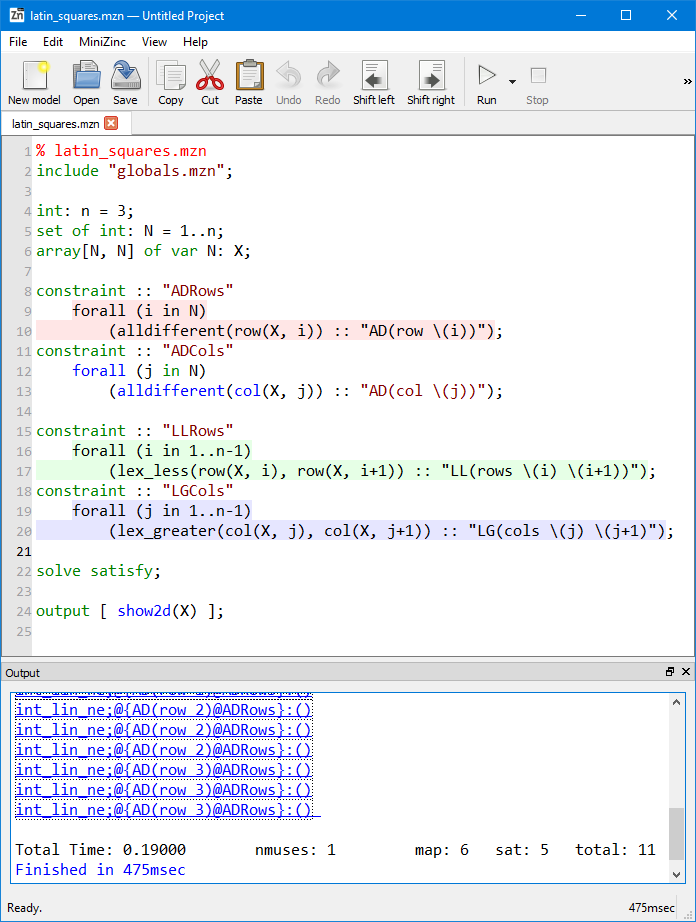 Zn latin_squares.mzn — Untitled Project
File Edit MiniZinc View Help
New model Open Save Copy Cut Paste Undo Redo Shift left Shift right Run Stop »
latin_squares.mzn
1 % latin_squares.mzn
2 include "globals.mzn";
3
4 int: n = 3;
5 set of int: N = 1..n;
6 array[N, N] of var N: X;
7
8 constraint :: "ADRows"
9 forall (i in N)
10 (alldifferent(row(X, i)) :: "AD(row \(i))");
11 constraint :: "ADCols"
12 forall (j in N)
13 (alldifferent(col(X, j)) :: "AD(col \(j))");
14
15 constraint :: "LLRows"
16 forall (i in 1..n-1)
17 (lex_less(row(X, i), row(X, i+1)) :: "LL(rows \(i) \(i+1))");
18 constraint :: "LGCols"
19 forall (j in 1..n-1)
20 (lex_greater(col(X, j), col(X, j+1)) :: "LG(cols \(j) \(j+1)");
21
22 solve satisfy;
23
24 output [ show2d(X) ];
25
Output
int_lin_ne;@{AD(row 2)@ADRows}:()
int_lin_ne;@{AD(row 2)@ADRows}:()
int_lin_ne;@{AD(row 2)@ADRows}:()
int_lin_ne;@{AD(row 3)@ADRows}:()
int_lin_ne;@{AD(row 3)@ADRows}:()
int_lin_ne;@{AD(row 3)@ADRows}:()
Total Time: 0.19000 nmuses: 1 map: 6 sat: 5 total: 11
Finished in 475msec
Ready. 475msec